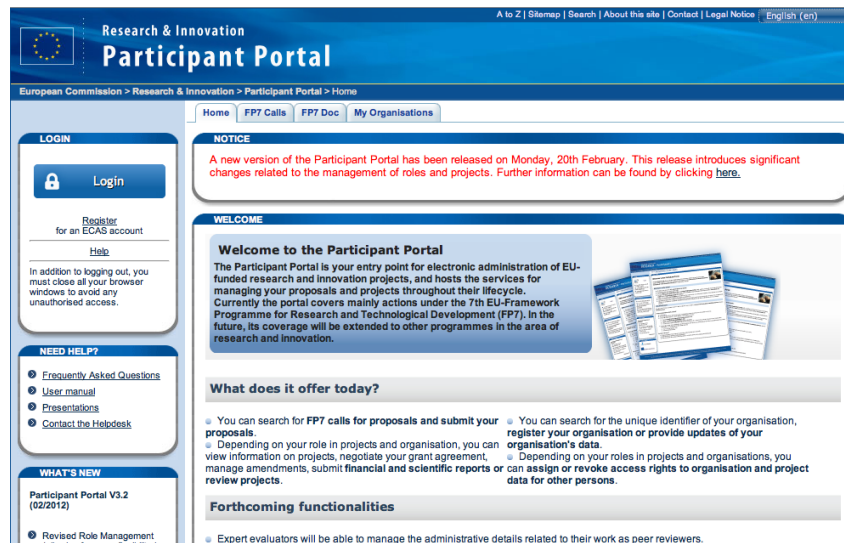 A to Z | Sitemap | Search | About this site | Contact | Legal Notice English (en)
Research & Innovation
Participant Portal
European Commission > Research & Innovation > Participant Portal > Home
Home FP7 Calls FP7 Doc My Organisations
LOGIN
Login
Register
for an ECAS account
Help
In addition to logging out, you
must close all your browser
windows to avoid any
unauthorised access.
NEED HELP?
Frequently Asked Questions
User manual
Presentations
Contact the Helpdesk
WHAT'S NEW
Participant Portal V3.2
(02/2012)
Revised Role Management
NOTICE
A new version of the Participant Portal has been released on Monday, 20th February. This release introduces significant
changes related to the management of roles and projects. Further information can be found by clicking here.
WELCOME
Welcome to the Participant Portal
The Participant Portal is your entry point for electronic administration of EU-
funded research and innovation projects, and hosts the services for
managing your proposals and projects throughout their lifecycle.
Currently the portal covers mainly actions under the 7th EU-Framework
Programme for Research and Technological Development (FP7). In the
future, its coverage will be extended to other programmes in the area of
research and innovation.
What does it offer today?
You can search for FP7 calls for proposals and submit your
proposals.
Depending on your role in projects and organisation, you can
view information on projects, negotiate your grant agreement,
manage amendments, submit financial and scientific reports or
review projects.
You can search for the unique identifier of your organisation,
register your organisation or provide updates of your
organisation's data.
Depending on your roles in projects and organisations, you
can assign or revoke access rights to organisation and project
data for other persons.
Forthcoming functionalities
Expert evaluators will be able to manage the administrative details related to their work as peer reviewers.